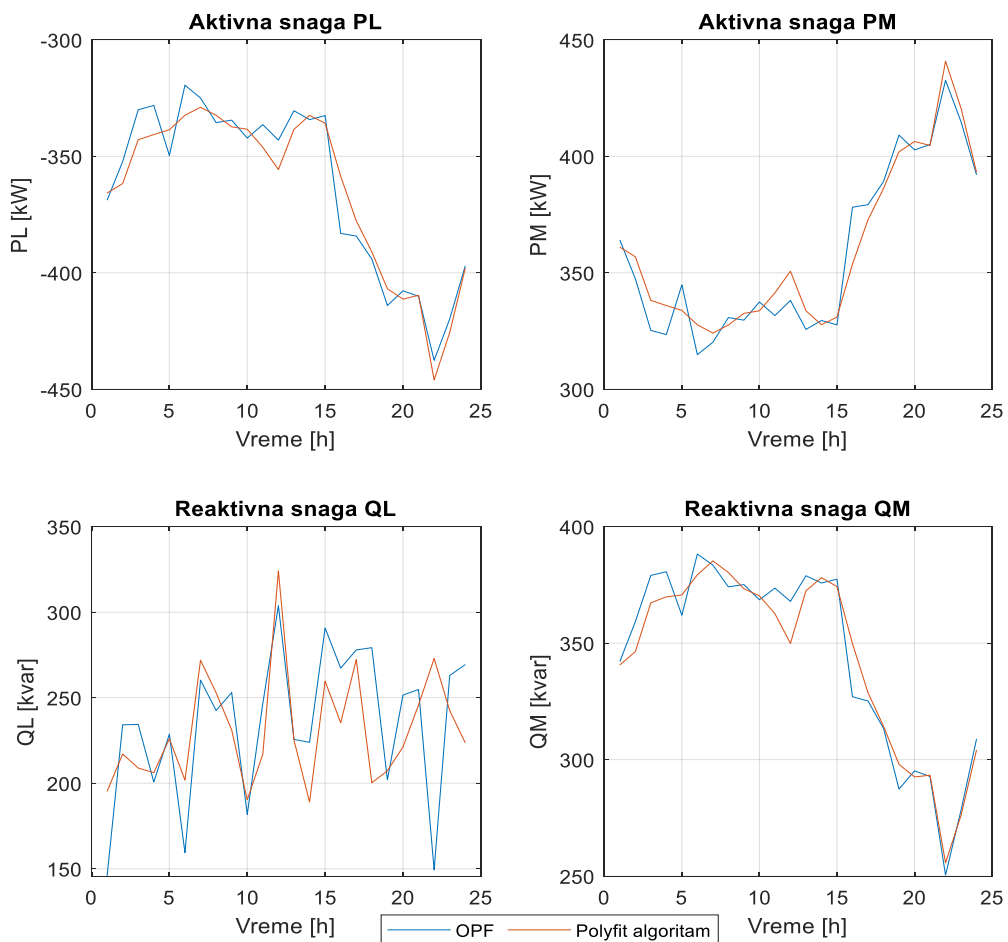 Aktivna snaga PL
-300
-350
-400
-450
PL [kW]
0 5 10 15 20 25
Vreme [h]
Aktivna snaga PM
450
400
350
300
PM [kW]
0 5 10 15 20 25
Vreme [h]
Reaktivna snaga QL
350
300
250
200
150
QL [kvar]
0 5 10 15 20 25
Vreme [h]
Reaktivna snaga QM
400
350
300
250
QM [kvar]
0 5 10 15 20 25
Vreme [h]
OPF Polyfit algoritam